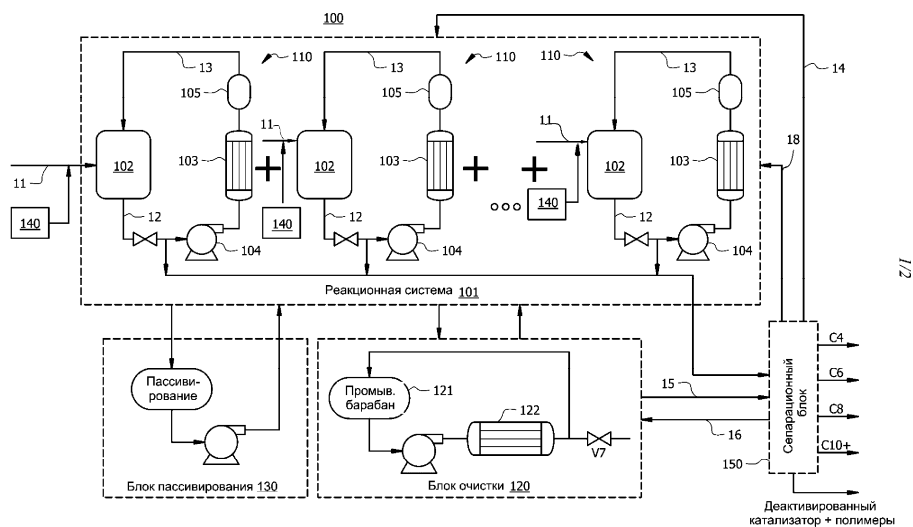 100
13
110
13
110
110
13
14
105
105
105
18
11
11
102
103
102
103
102
103
11
140
12
140
12
140
12
104
104
104
Реакционная система 101
1/2
Пассиви-
рование
Промыв.
барабан
121
122
V7
15
16
Сепарационный
блок
150
C4
C6
C8
C10+
Блок пассивирования 130
Блок очистки 120
Деактивированный
катализатор + полимеры